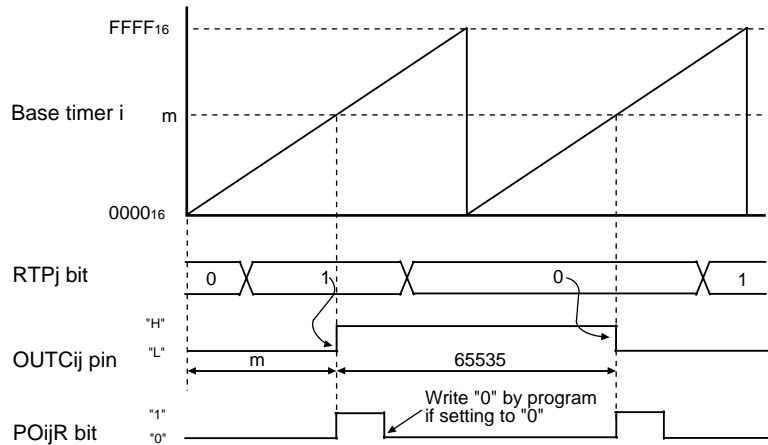 FFFF16
Base timer i m
000016
RTPj bit 0 1 0 1
"H"
OUTCij pin "L" m 65535
Write "0" by program
if setting to "0"
"1"
POijR bit "0"